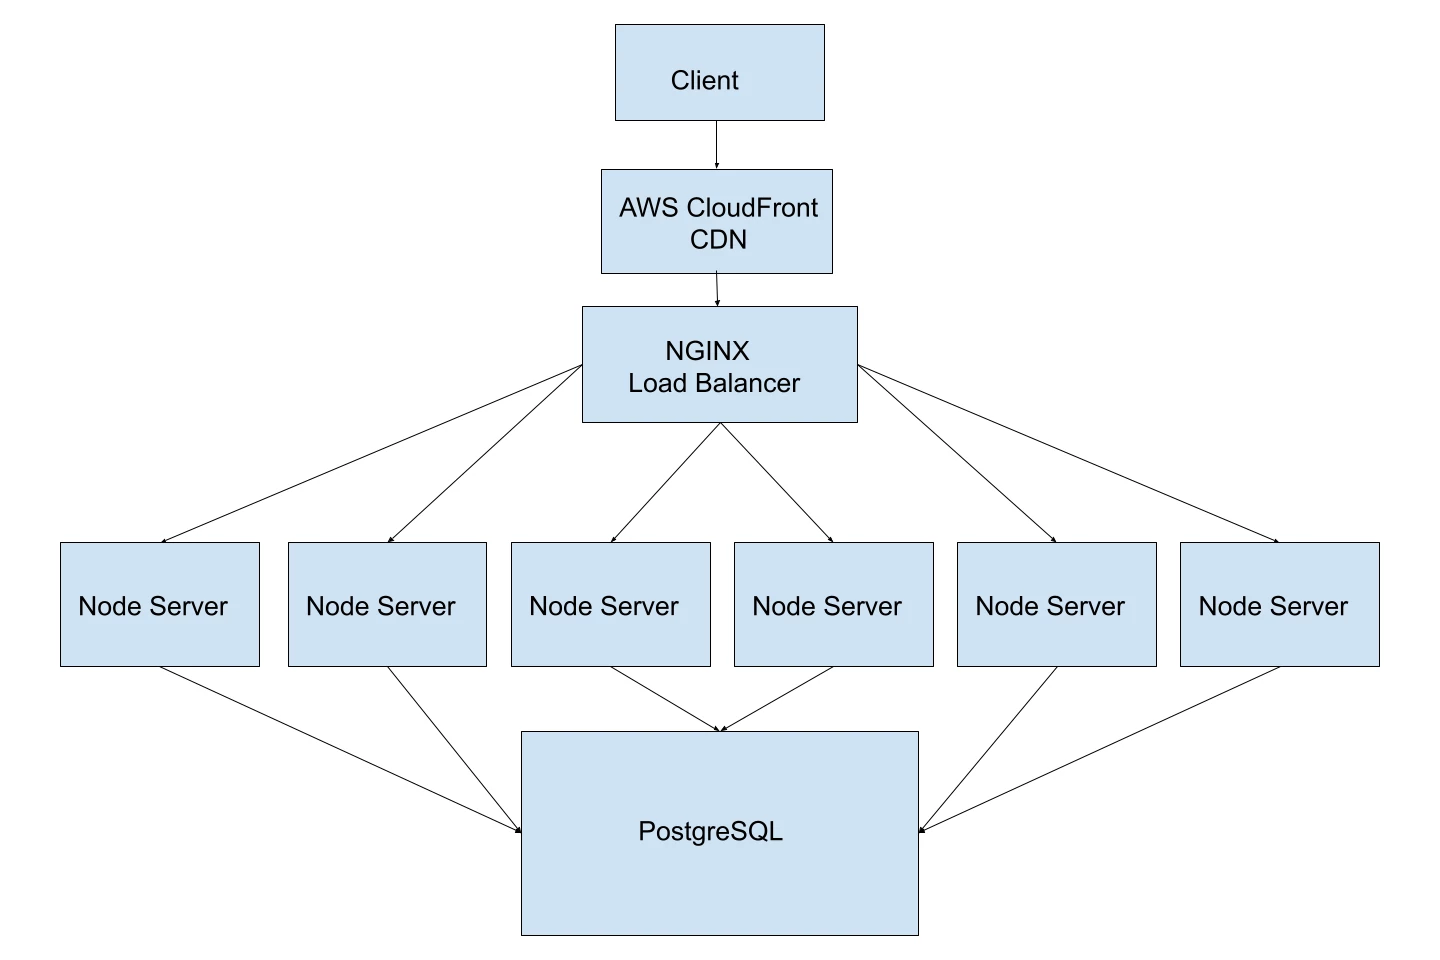 Client
AWS CloudFront
CDN
NGINX
Load Balancer
Node Server
Node Server
Node Server
Node Server
Node Server
Node Server
PostgreSQL